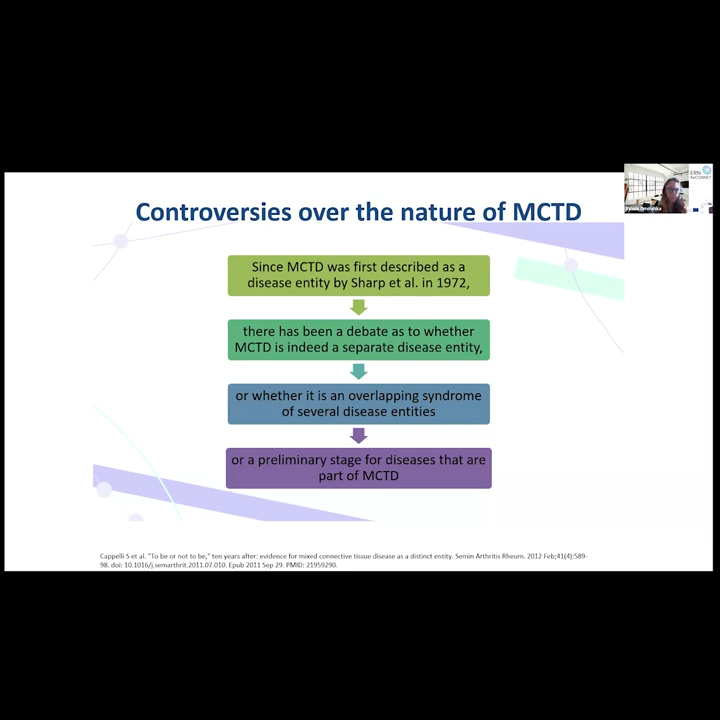 Controversies over the nature of MCTD
Since MCTD was first described as a
disease entity by Sharp et al. in 1972,
there has been a debate as to whether
MCTD is indeed a separate disease entity,
or whether it is an overlapping syndrome
of several disease entities
or a preliminary stage for diseases that are
part of MCTD
Cappelli S et al. "To be or not to be," ten years after: evidence for mixed connective tissue disease as a distinct entity. Semin Arthritis Rheum. 2012 Feb;41(4):589-
98. doi: 10.1016/j.semarthrit.2011.07.010. Epub 2011 Sep 29. PMID: 21959290.
ERN
ReCONNET